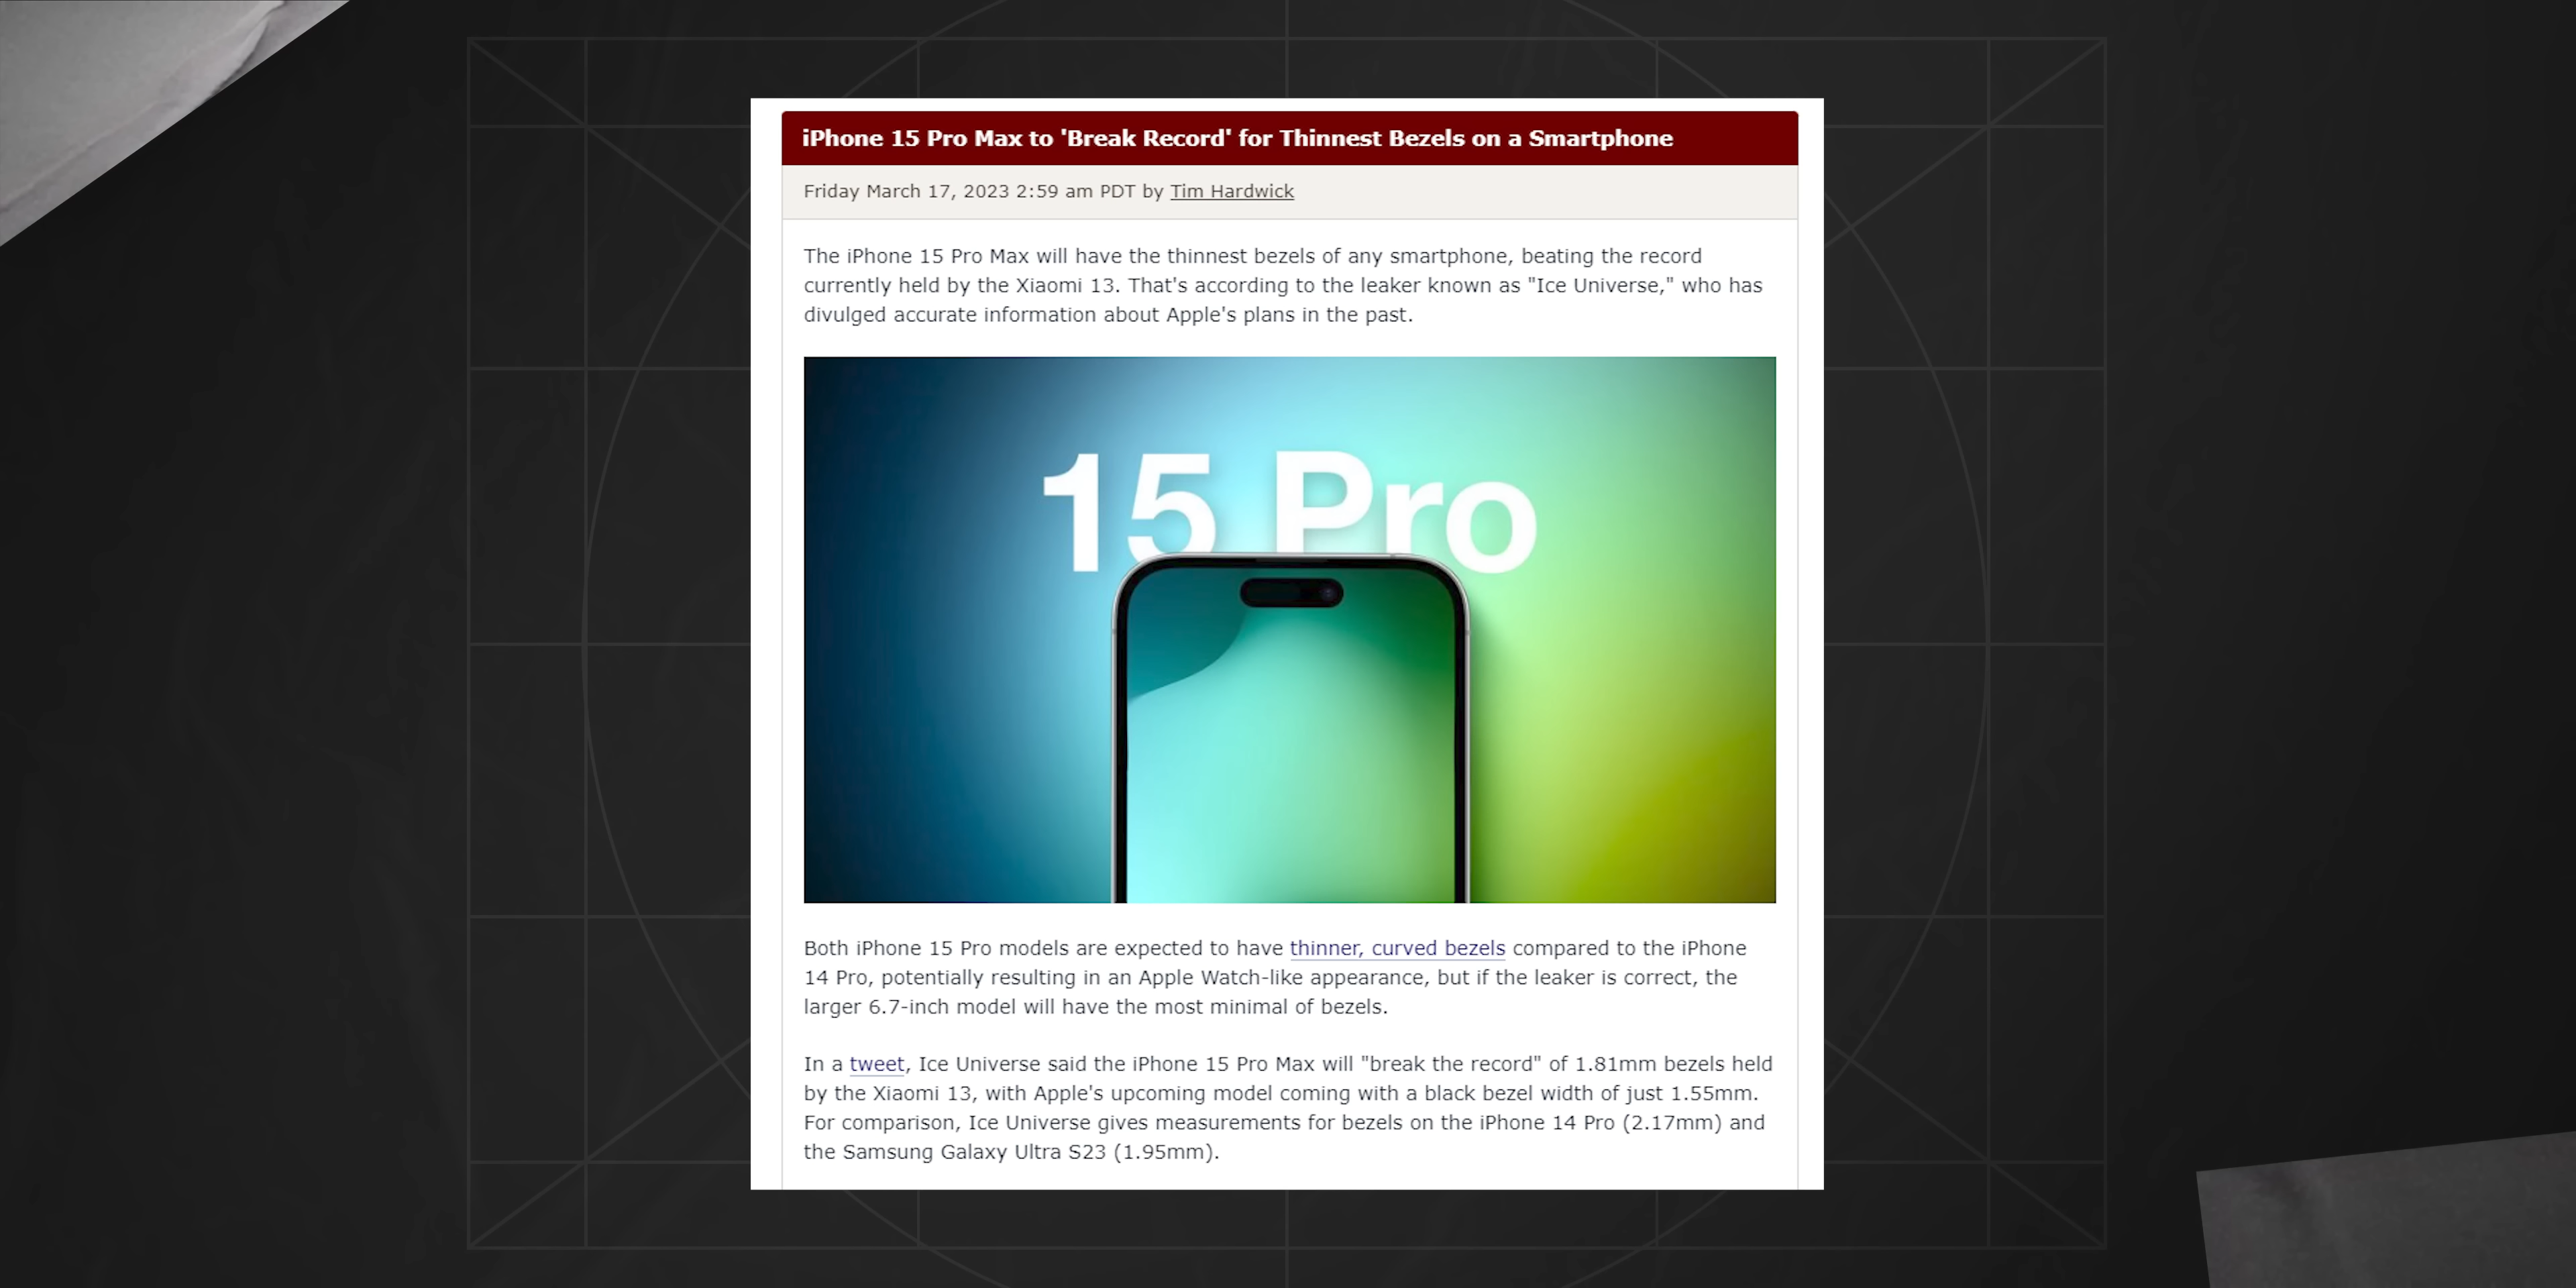 iPhone 15 Pro Max to 'Break Record' for Thinnest Bezels on a Smartphone
Friday March 17, 2023 2:59 am PDT by Tim Hardwick
The iPhone 15 Pro Max will have the thinnest bezels of any smartphone, beating the record
currently held by the Xiaomi 13. That's according to the leaker known as "Ice Universe," who has
divulged accurate information about Apple's plans in the past.
15 Pro
Both iPhone 15 Pro models are expected to have thinner, curved bezels compared to the iPhone
14 Pro, potentially resulting in an Apple Watch-like appearance, but if the leaker is correct, the
larger 6.7-inch model will have the most minimal of bezels.
In a tweet, Ice Universe said the iPhone 15 Pro Max will "break the record" of 1.81mm bezels held
by the Xiaomi 13, with Apple's upcoming model coming with a black bezel width of just 1.55mm.
For comparison, Ice Universe gives measurements for bezels on the iPhone 14 Pro (2.17mm) and
the Samsung Galaxy Ultra S23 (1.95mm).